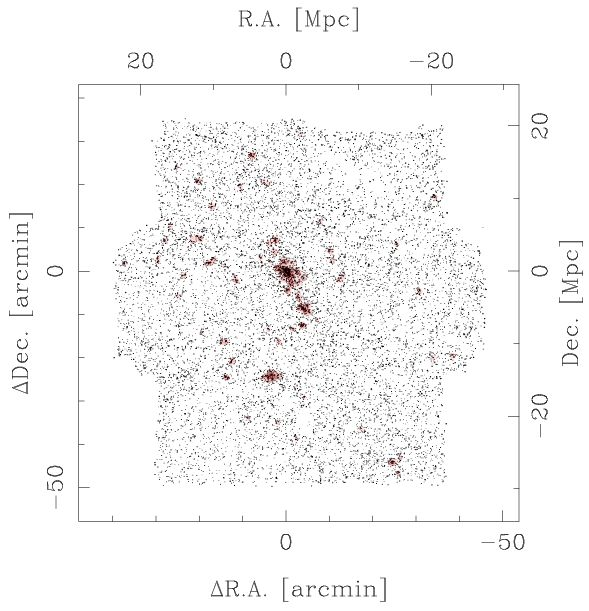 R.A. [Mpc]
20 0 −20
20
0
−20
Dec. [Mpc]
ΔDec. [arcmin]
0
−50
0 −50
ΔR.A. [arcmin]